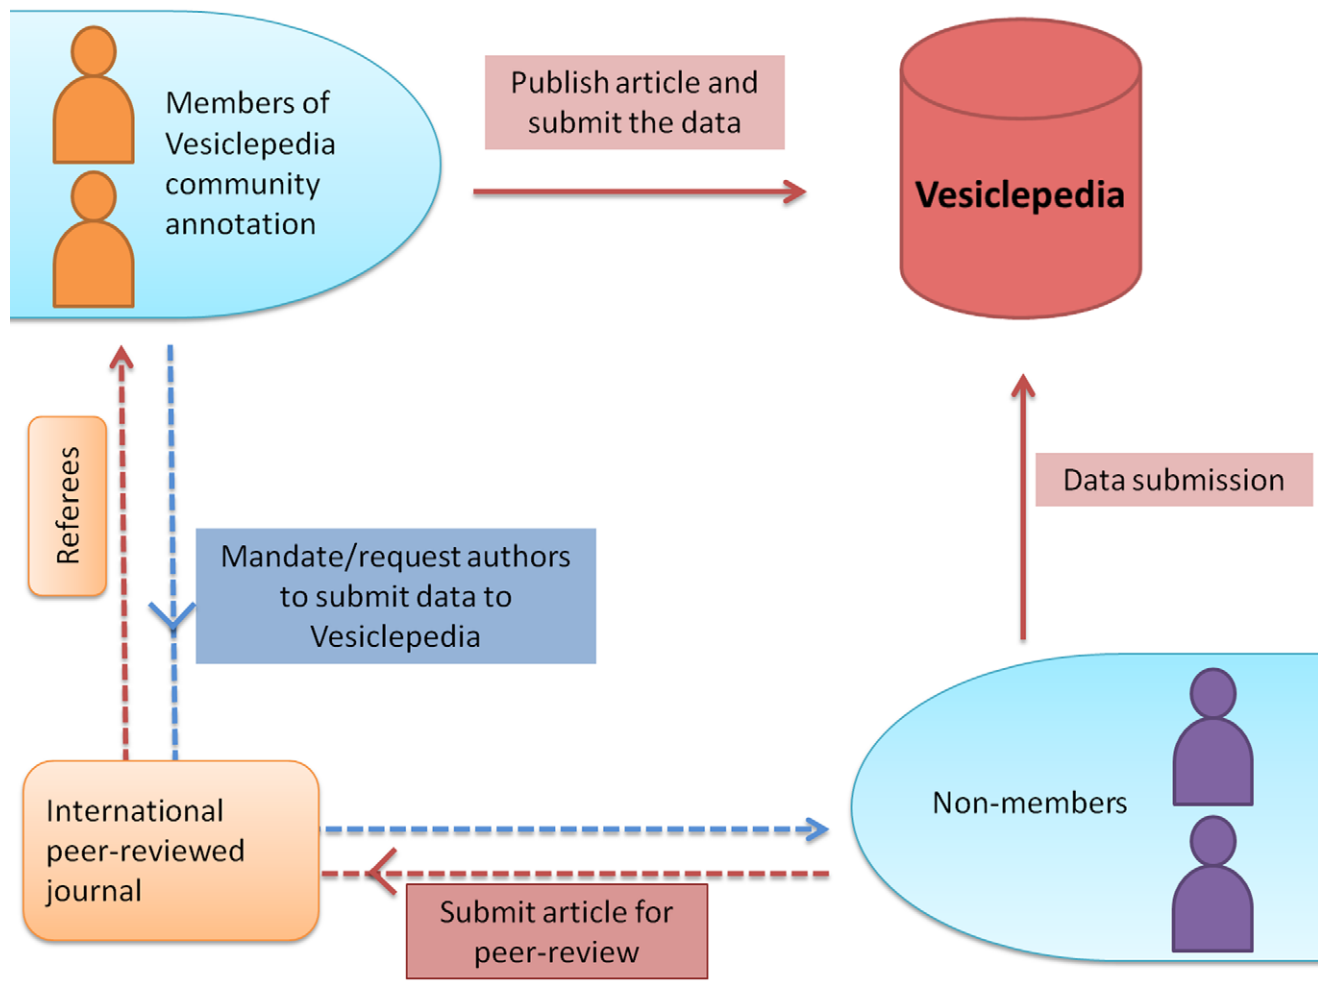 Members of
Vesiclepedia
community
annotation
Publish article and
submit the data
Vesiclepedia
Referees
Mandate/request authors
to submit data to
Vesiclepedia
Data submission
International
peer-reviewed
journal
Non-members
Submit article for
peer-review